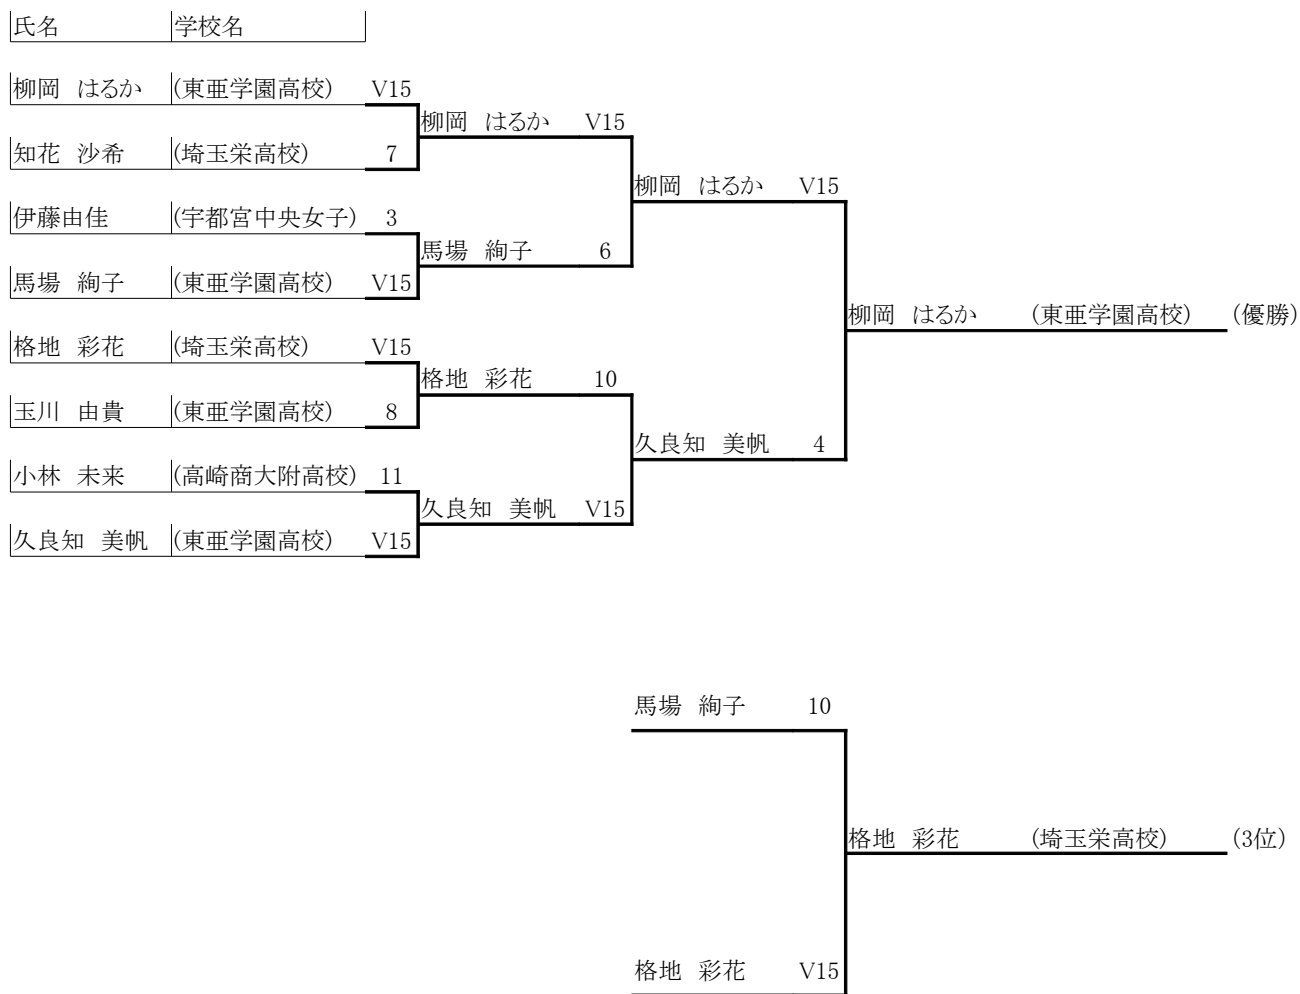 氏名 学校名
柳岡 はるか (東亜学園高校) V15
柳岡 はるか V15
知花 沙希 (埼玉栄高校) 7
柳岡 はるか V15
伊藤由佳 (宇都宮中央女子) 3
馬場 絢子 6
馬場 絢子 (東亜学園高校) V15
柳岡 はるか (東亜学園高校) (優勝)
格地 彩花 (埼玉栄高校) V15
格地 彩花 10
玉川 由貴 (東亜学園高校) 8
久良知 美帆 4
小林 未来 (高崎商大附高校) 11
久良知 美帆 V15
久良知 美帆 (東亜学園高校) V15
馬場 絢子 10
格地 彩花 (埼玉栄高校) (3位)
格地 彩花 V15